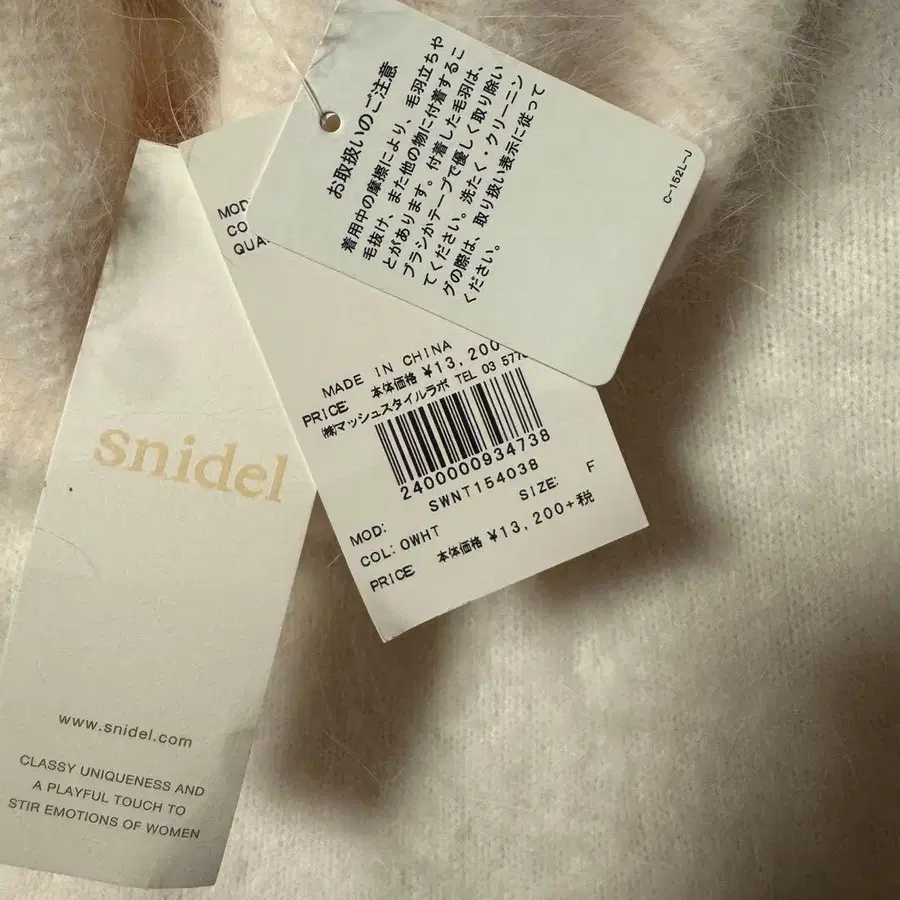 お取扱いのご注意
着用中の摩擦により、毛羽立ちや
毛抜け、また他の物に付着するこ
とがあります。付着した毛羽は、
ブラシかテープで優しく取り除い
てください。洗たく・クリーニン
グの際は、取り扱い表示に従って
ください。
C-152L-J
MOD
CO
QUA
MADE IN CHINA
PRICE: 本体価格 ¥13,200
㈱マッシュスタイルラボ TEL 03 577
2400000934738
SWNT154038
MOD: SIZE: F
COL: OWHT
PRICE: 本体価格 ¥13,200+税
snidel
www.snidel.com
CLASSY UNIQUENESS AND
A PLAYFUL TOUCH TO
STIR EMOTIONS OF WOMEN